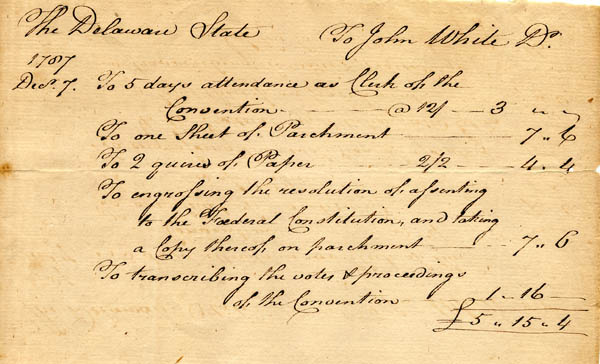 The Delaware State To John White Dr.
1787
Decr. 7. To 5 days attendance as Clerk of the
Convention @ 12/ 3 " "
To one Sheet of Parchment 7 " 6
To 2 quires of Paper 2/2 4 " 4
To engrossing the resolution of assenting
to the Fœderal Constitution, and taking
a Copy thereof on parchment 7 " 6
To transcribing the votes & proceedings
of the Convention 1 " 16 "
£5 " 15 " 4